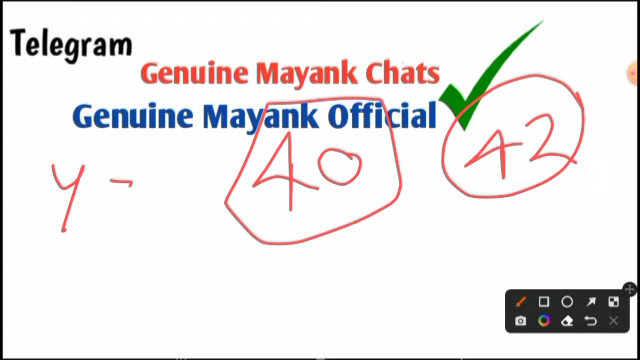 Telegram
Genuine Mayank Chats
Genuine Mayank Official
y - 40 42